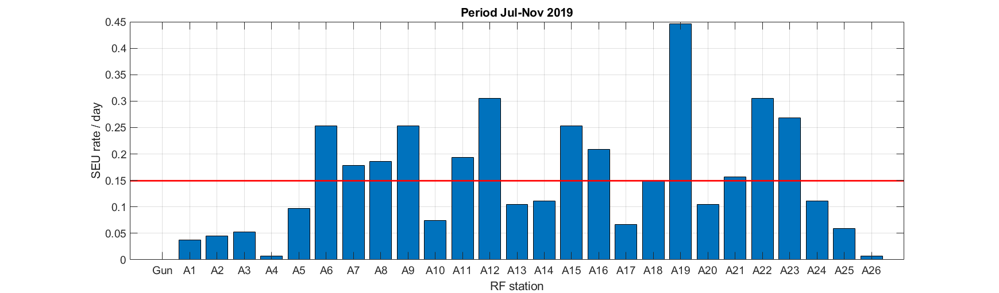 Period Jul-Nov 2019
0.45
0.4
0.35
0.3
0.25
0.2
0.15
0.1
0.05
0
SEU rate / day
Gun A1 A2 A3 A4 A5 A6 A7 A8 A9 A10 A11 A12 A13 A14 A15 A16 A17 A18 A19 A20 A21 A22 A23 A24 A25 A26
RF station